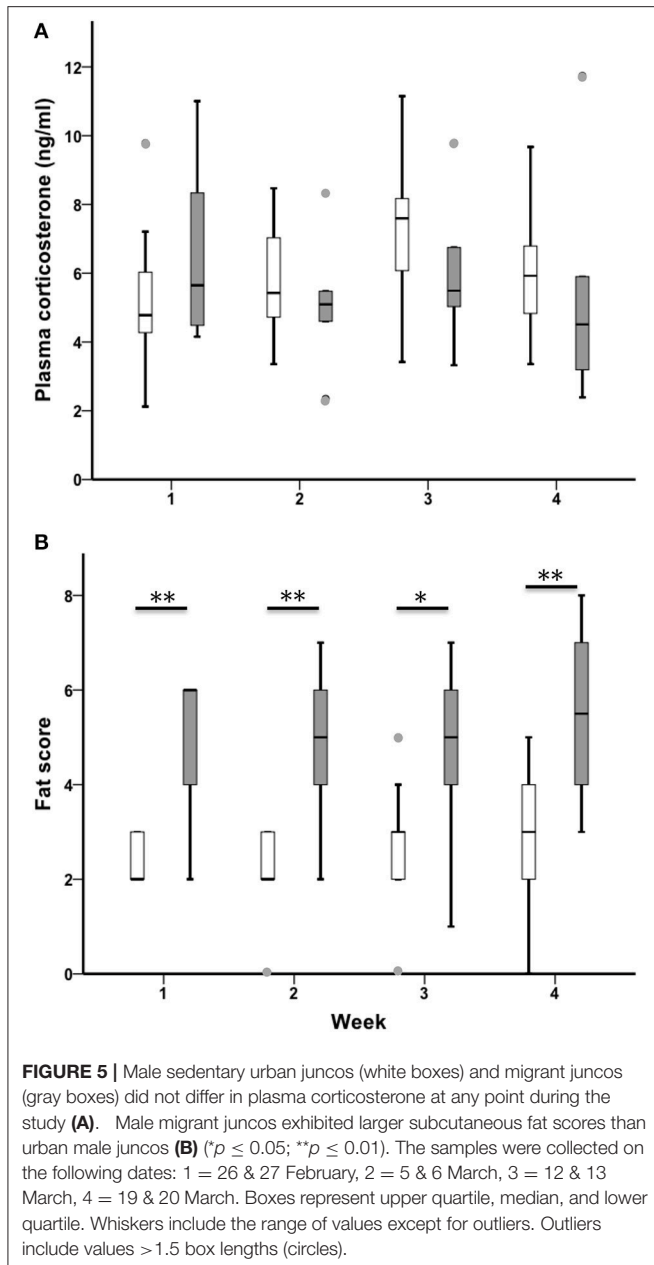 A
Plasma corticosterone (ng/ml)
12
10
8
6
4
2
0
1 2 3 4
B
** ** * **
Fat score
8
6
4
2
0
1 2 3 4
Week
FIGURE 5 | Male sedentary urban juncos (white boxes) and migrant juncos
(gray boxes) did not differ in plasma corticosterone at any point during the
study (A). Male migrant juncos exhibited larger subcutaneous fat scores than
urban male juncos (B) (*p ≤ 0.05; **p ≤ 0.01). The samples were collected on
the following dates: 1 = 26 & 27 February, 2 = 5 & 6 March, 3 = 12 & 13
March, 4 = 19 & 20 March. Boxes represent upper quartile, median, and lower
quartile. Whiskers include the range of values except for outliers. Outliers
include values >1.5 box lengths (circles).